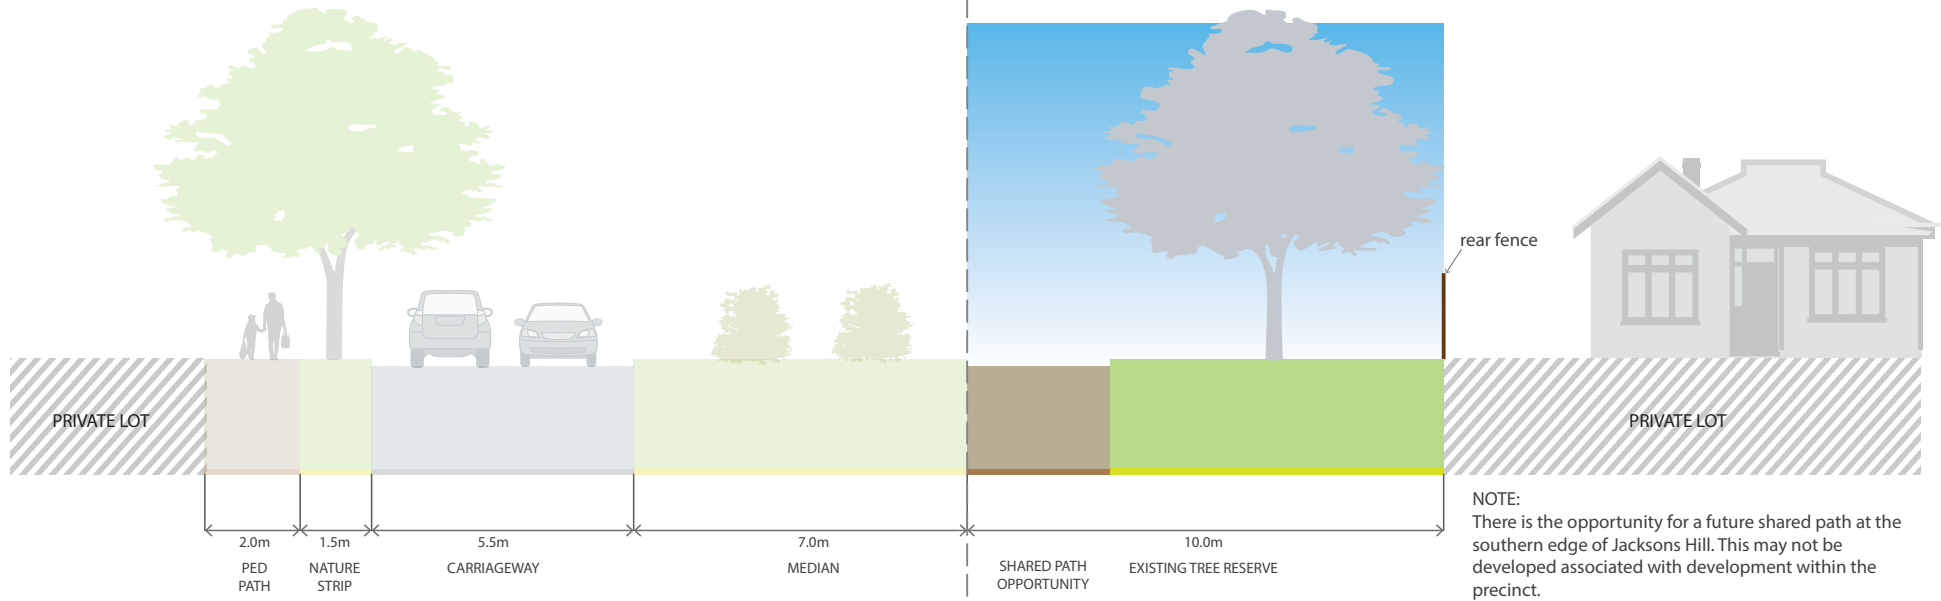 rear fence
PRIVATE LOT
PRIVATE LOT
2.0m
PED
PATH
1.5m
NATURE
STRIP
5.5m
CARRIAGEWAY
7.0m
MEDIAN
10.0m
SHARED PATH
OPPORTUNITY
EXISTING TREE RESERVE
NOTE:
There is the opportunity for a future shared path at the
southern edge of Jacksons Hill. This may not be
developed associated with development within the
precinct.